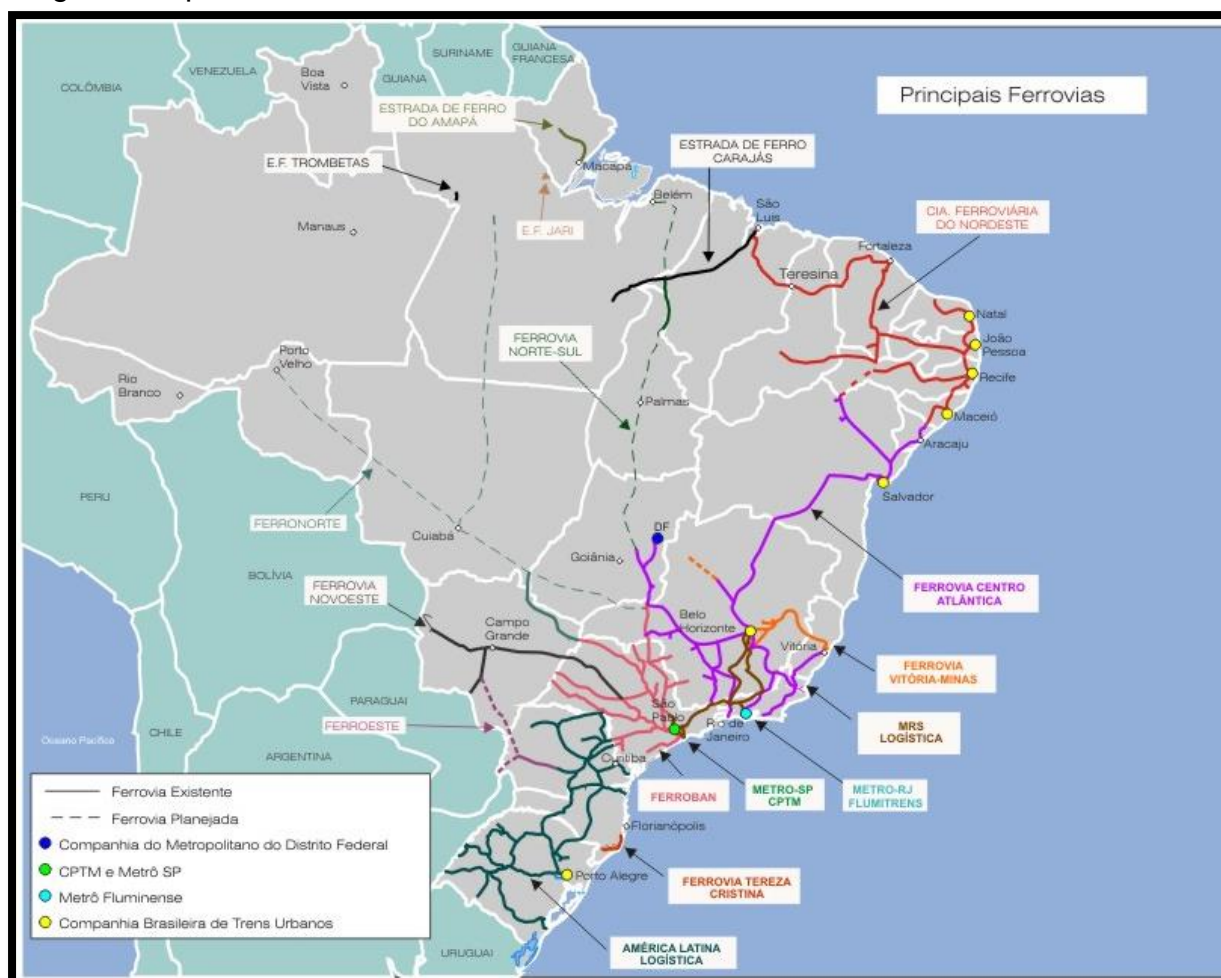 COLÔMBIA
VENEZUELA
GUIANA
SURINAME
GUIANA
FRANCESA
Boa
Vista
ESTRADA DE FERRO
DO AMAPÁ
Principais Ferrovias
E.F. TROMBETAS
Macapá
ESTRADA DE FERRO
CARAJÁS
Manaus
E.F. JARI
Belém
São
Luis
CIA. FERROVIÁRIA
DO NORDESTE
Fortaleza
Teresina
Natal
João
Pessoa
FERROVIA
NORTE-SUL
Porto
Velho
Rio
Branco
Recife
Palmas
Maceió
Aracaju
PERU
Salvador
FERRONORTE
Cuiabá
DF
Goiânia
BOLÍVIA
FERROVIA
NOVOESTE
FERROVIA CENTRO
ATLÂNTICA
Campo
Grande
Belo
Horizonte
Vitória
FERROVIA
VITÓRIA-MINAS
PARAGUAI
São
Pablo
Rio de
Janeiro
MRS
LOGÍSTICA
FERROESTE
Oceano Pacífico
CHILE
ARGENTINA
Curitiba
FERROBAN
METRO-SP
CPTM
METRO-RJ
FLUMITRENS
Ferrovia Existente
Ferrovia Planejada
Companhia do Metropolitano do Distrito Federal
CPTM e Metrô SP
Metrô Fluminense
Companhia Brasileira de Trens Urbanos
Florianópolis
Porto Alegre
FERROVIA TEREZA
CRISTINA
AMÉRICA LATINA
LOGÍSTICA
URUGUAI